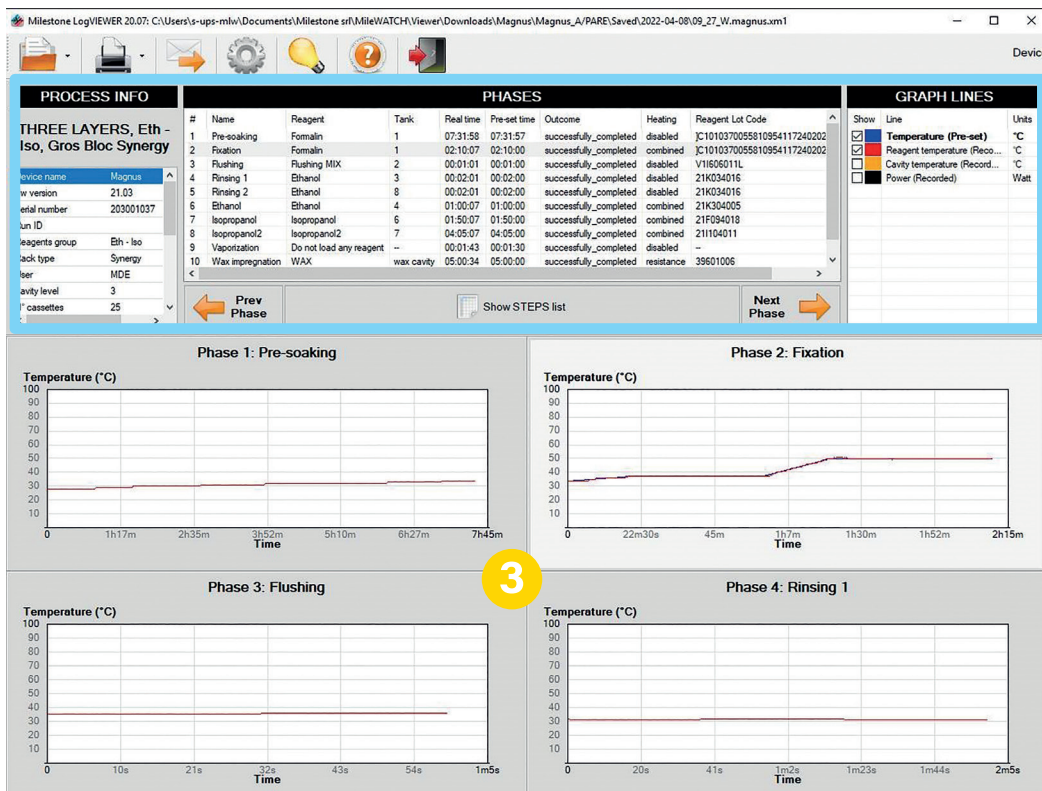 Milestone LogVIEWER 20.07: C:\Users\s-ups-mlw\Documents\Milestone srl\MileWATCH\Viewer\Downloads\Magnus\Magnus_A/PARE\Saved\2022-04-08\09_27_W.magnus.xm1
Devic
PROCESS INFO
THREE LAYERS, Eth -
Iso, Gros Bloc Synergy
evice name Magnus
w version 21.03
erial number 203001037
un ID
eagents group Eth - Iso
ack type Synergy
ser MDE
avity level 3
° cassettes 25
PHASES
# Name Reagent Tank Real time Pre-set time Outcome Heating Reagent Lot Code
1 Pre-soaking Formalin 1 07:31:58 07:31:57 successfully_completed disabled ]C101037005581095411724020
2 Fixation Formalin 1 02:10:07 02:10:00 successfully_completed combined ]C101037005581095411724020
3 Flushing Flushing MIX 2 00:01:01 00:01:00 successfully_completed disabled V1I606011L
4 Rinsing 1 Ethanol 3 00:02:01 00:02:00 successfully_completed disabled 21K034016
5 Rinsing 2 Ethanol 8 00:02:01 00:02:00 successfully_completed disabled 21K034016
6 Ethanol Ethanol 4 01:00:07 01:00:00 successfully_completed combined 21K304005
7 Isopropanol Isopropanol 6 01:50:07 01:50:00 successfully_completed combined 21F094018
8 Isopropanol2 Isopropanol2 7 04:05:07 04:05:00 successfully_completed combined 21I104011
9 Vaporization Do not load any reagent -- 00:01:43 00:01:30 successfully_completed disabled --
10 Wax impregnation WAX wax cavity 05:00:34 05:00:00 successfully_completed resistance 39601006
Prev
Phase
Show STEPS list
Next
Phase
GRAPH LINES
Show Line Units
Temperature (Pre-set) °C
Reagent temperature (Reco... °C
Cavity temperature (Record... °C
Power (Recorded) Watt
Phase 1: Pre-soaking
Temperature (°C)
100
90
80
70
60
50
40
30
20
10
0 1h17m 2h35m 3h52m 5h10m 6h27m 7h45m
Time
Phase 2: Fixation
Temperature (°C)
100
90
80
70
60
50
40
30
20
10
0 22m30s 45m 1h7m 1h30m 1h52m 2h15m
Time
3
Phase 3: Flushing
Temperature (°C)
100
90
80
70
60
50
40
30
20
10
0 10s 21s 32s 43s 54s 1m5s
Time
Phase 4: Rinsing 1
Temperature (°C)
100
90
80
70
60
50
40
30
20
10
0 20s 41s 1m2s 1m23s 1m44s 2m5s
Time